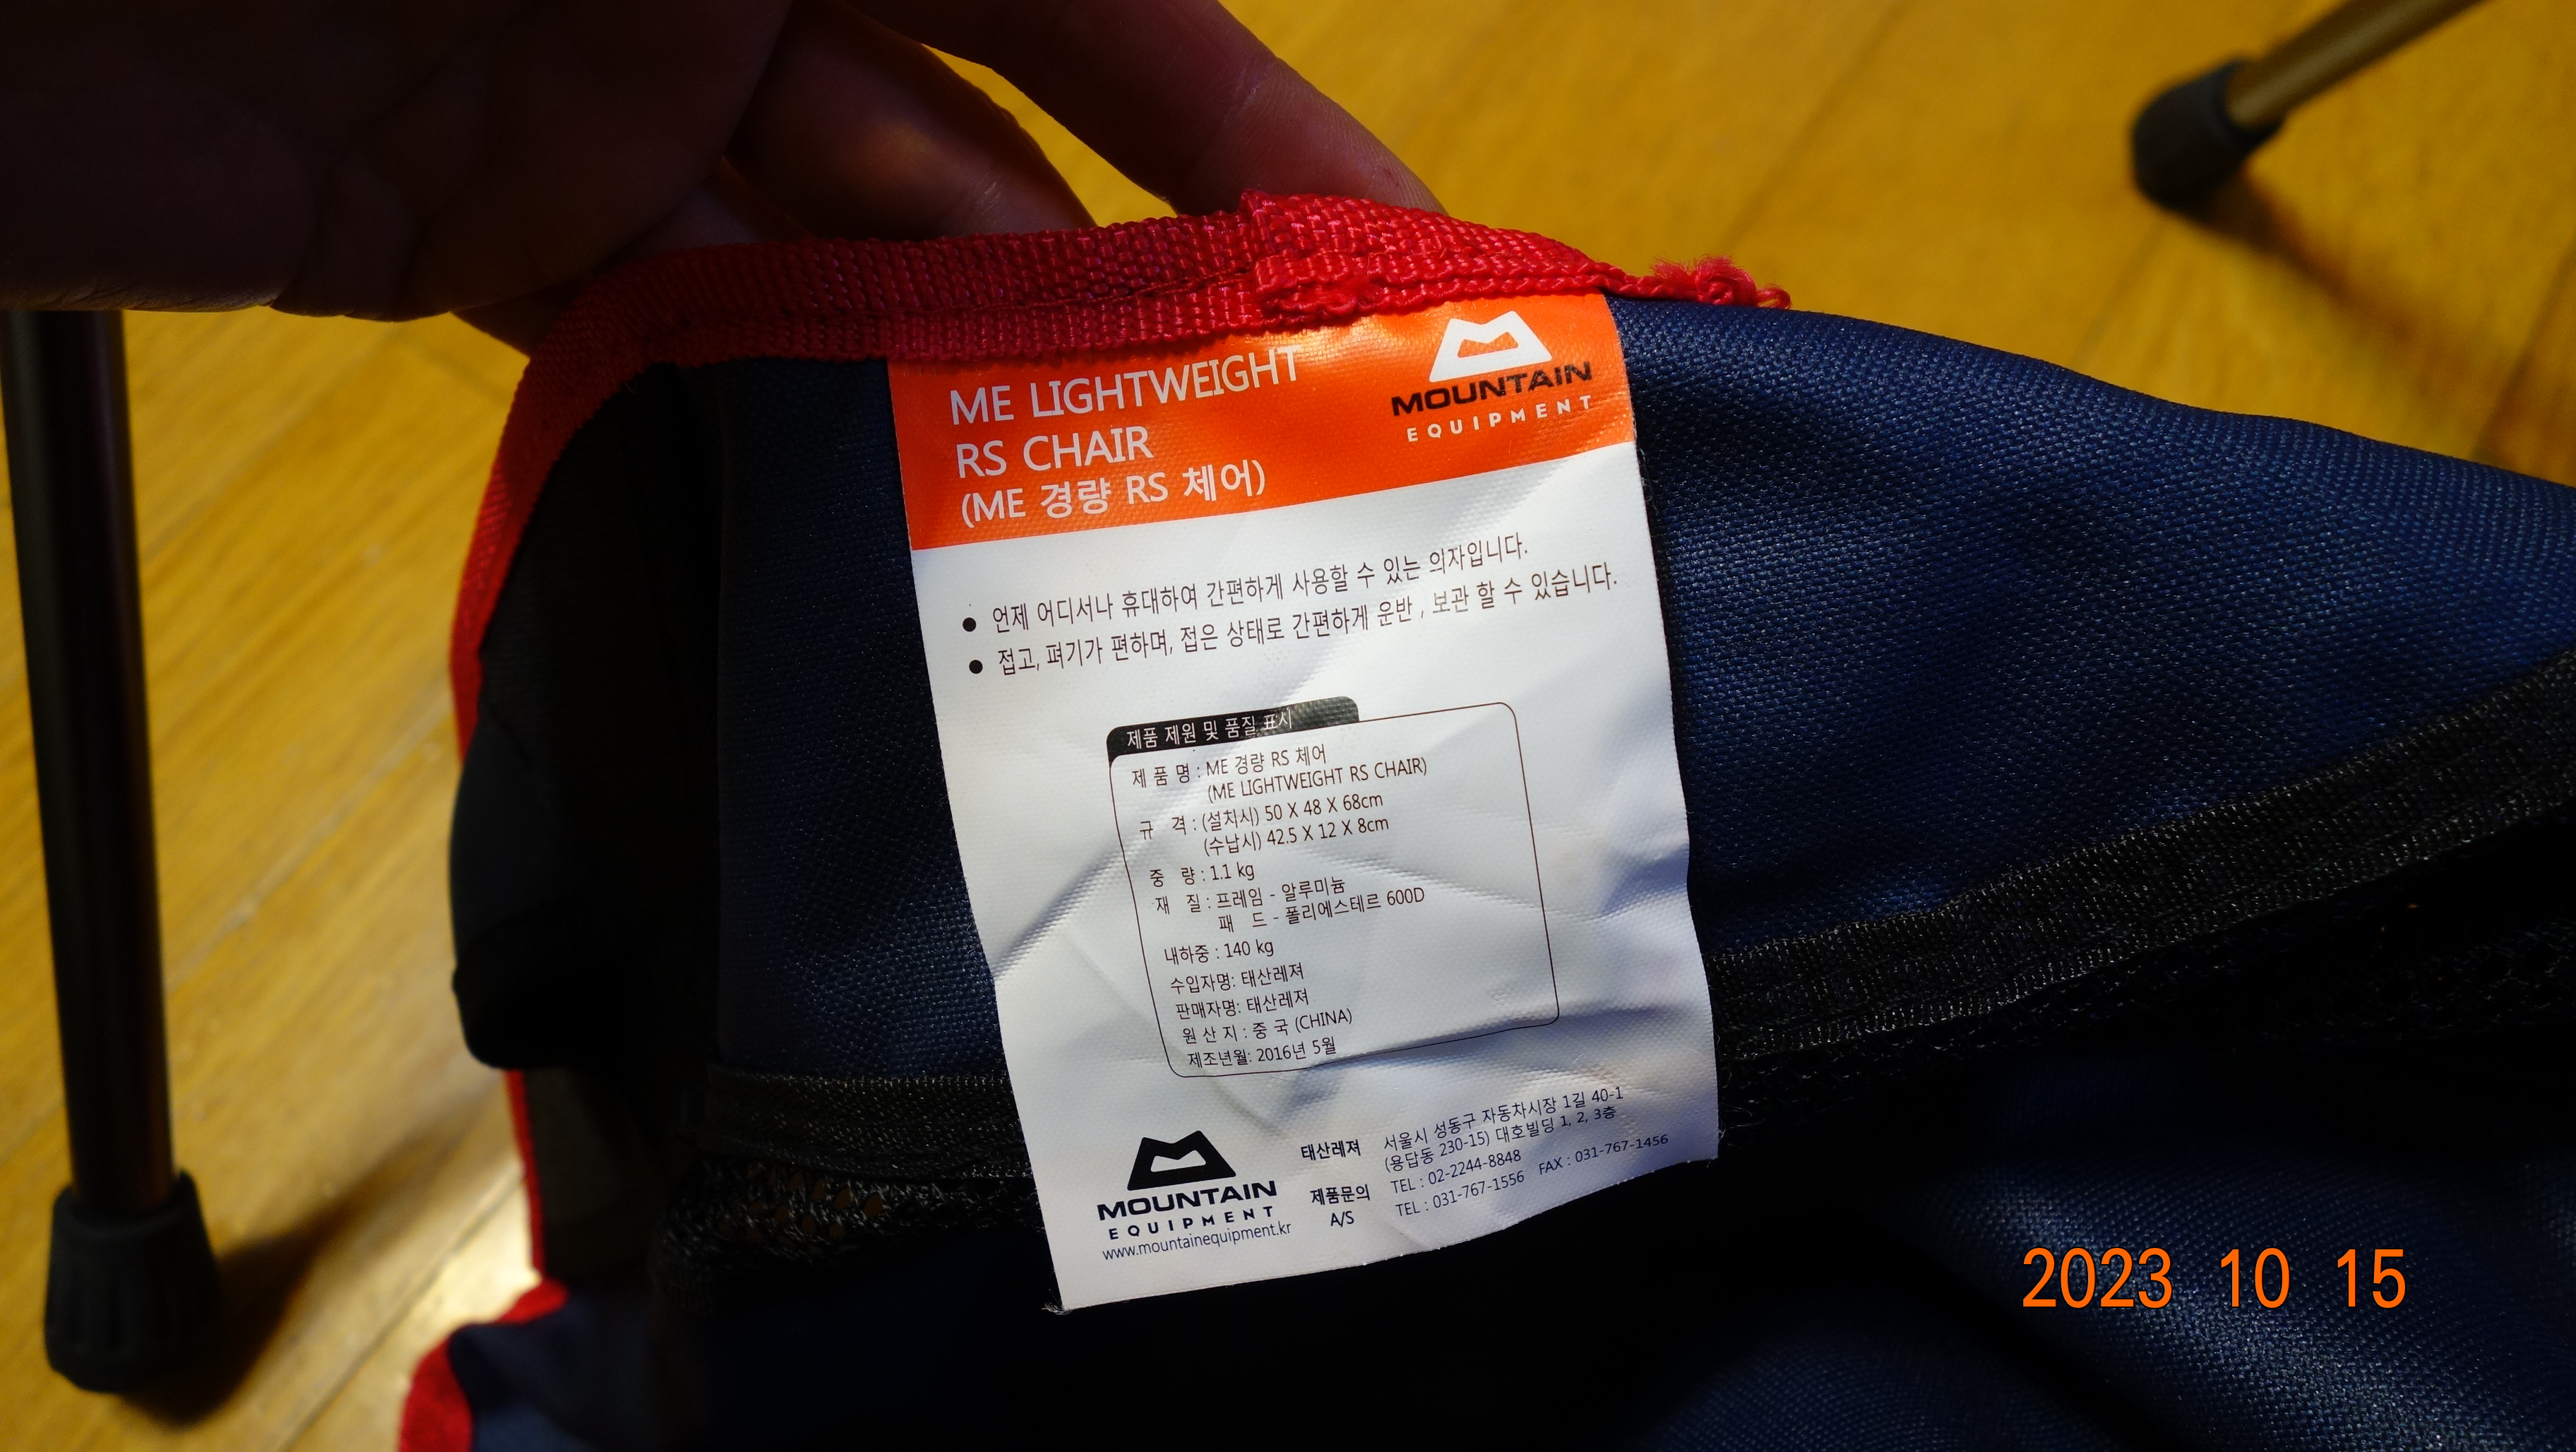 ME LIGHTWEIGHT
RS CHAIR
(ME 경량 RS 체어)
MOUNTAIN
EQUIPMENT
● 언제 어디서나 휴대하여 간편하게 사용할 수 있는 의자입니다.
● 접고, 펴기가 편하며, 접은 상태로 간편하게 운반 , 보관 할 수 있습니다.
제품 제원 및 품질 표시
제 품 명 : ME 경량 RS 체어
(ME LIGHTWEIGHT RS CHAIR)
규 격 : (설치시) 50 X 48 X 68cm
(수납시) 42.5 X 12 X 8cm
중 량 : 1.1 kg
재 질 : 프레임 - 알루미늄
패 드 - 폴리에스테르 600D
내하중 : 140 kg
수입자명: 태산레져
판매자명: 태산레져
원 산 지 : 중 국 (CHINA)
제조년월: 2016년 5월
MOUNTAIN
EQUIPMENT
www.mountainequipment.kr
태산레져 서울시 성동구 자동차시장 1길 40-1
(용답동 230-15) 대호빌딩 1, 2, 3층
제품문의 TEL : 02-2244-8848 FAX : 031-767-1456
A/S TEL : 031-767-1556
2023 10 15